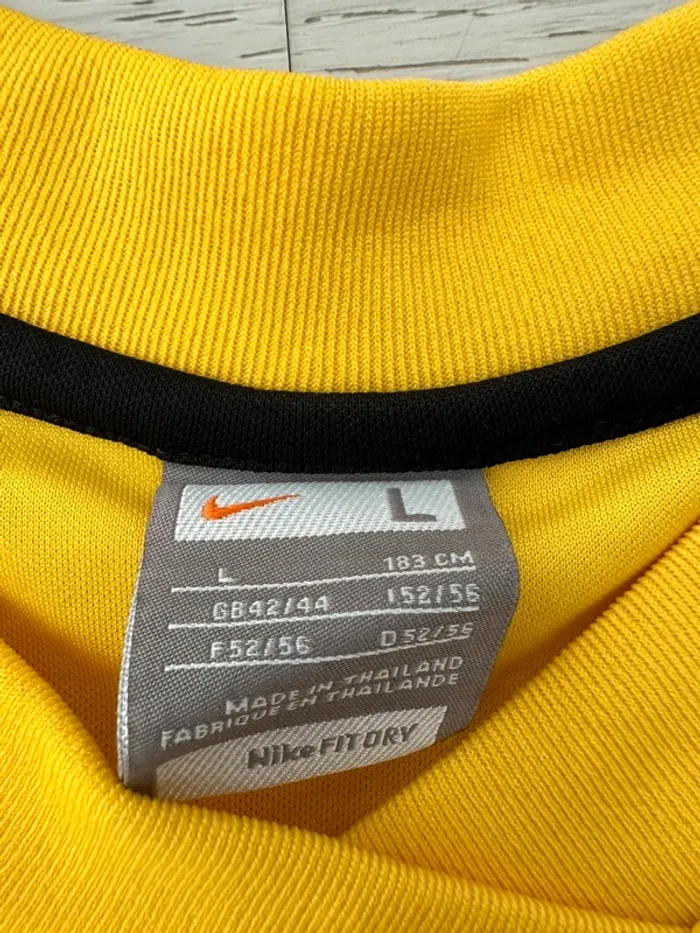 L
L 183 CM
GB42/44 I52/56
F52/56 D52/56
MADE IN THAILAND
FABRIQUE EN THAILANDE
Nike FIT DRY